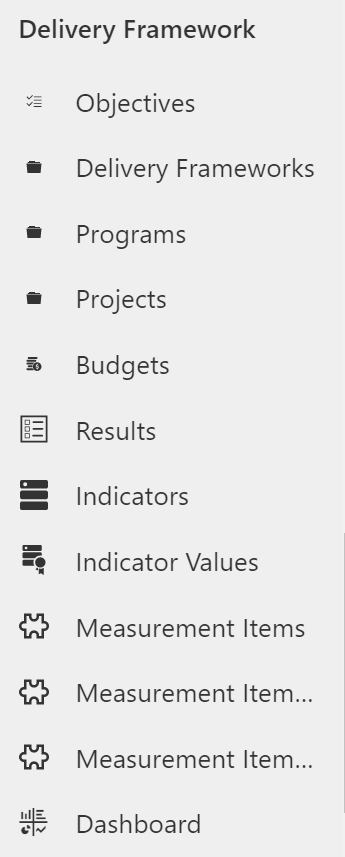 Delivery Framework
Objectives
Delivery Frameworks
Programs
Projects
Budgets
Results
Indicators
Indicator Values
Measurement Items
Measurement Item...
Measurement Item...
Dashboard